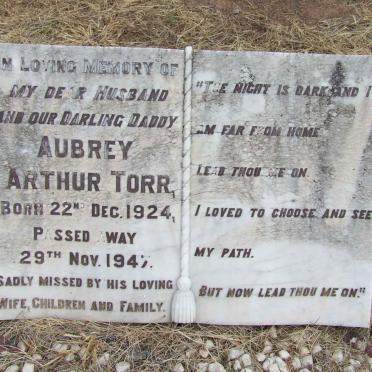 IN LOVING MEMORY OF
MY DEAR HUSBAND
AND OUR DARLING DADDY
AUBREY
ARTHUR TORR,
BORN 22ND DEC. 1924,
PASSED AWAY
29TH NOV. 1947.
SADLY MISSED BY HIS LOVING
WIFE, CHILDREN AND FAMILY.
"THE NIGHT IS DARK AND I
AM FAR FROM HOME
LEAD THOU ME ON.
I LOVED TO CHOOSE AND SEE
MY PATH.
BUT NOW LEAD THOU ME ON."